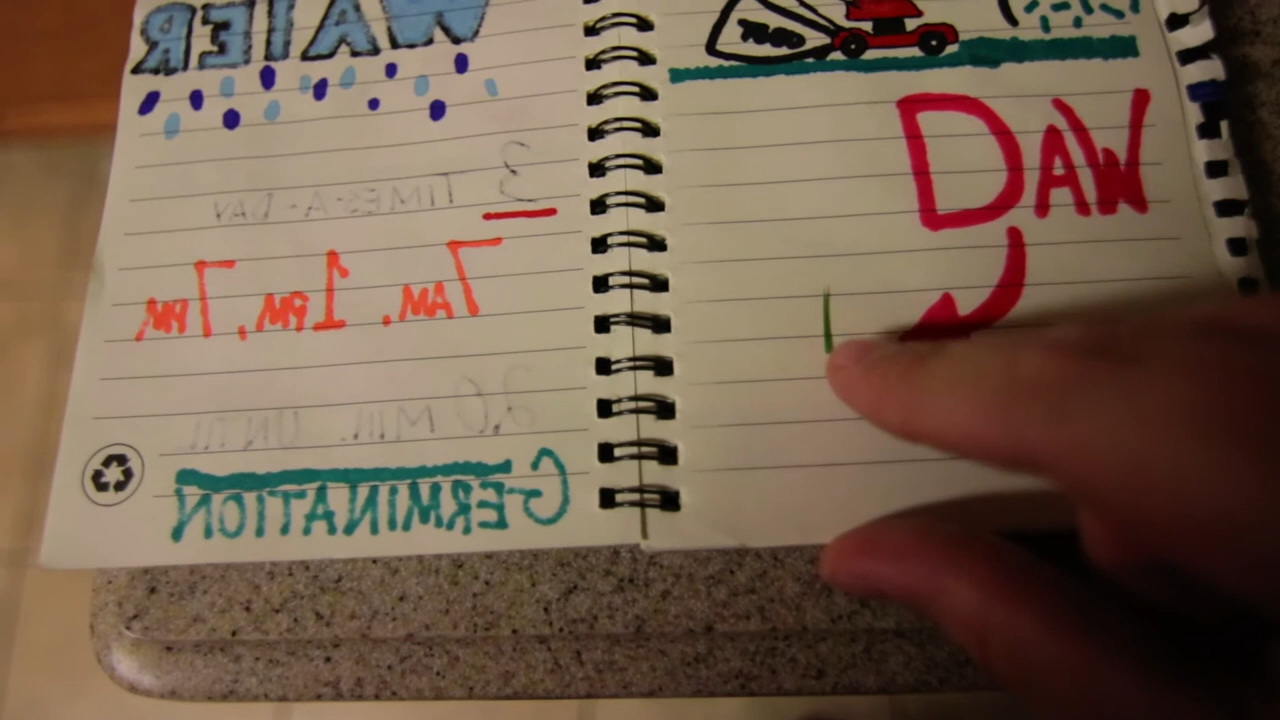 WATER
3 TIMES-A-DAY
7AM, 1PM, 7PM
20 MIN. UNTIL
GERMINATION
DAW